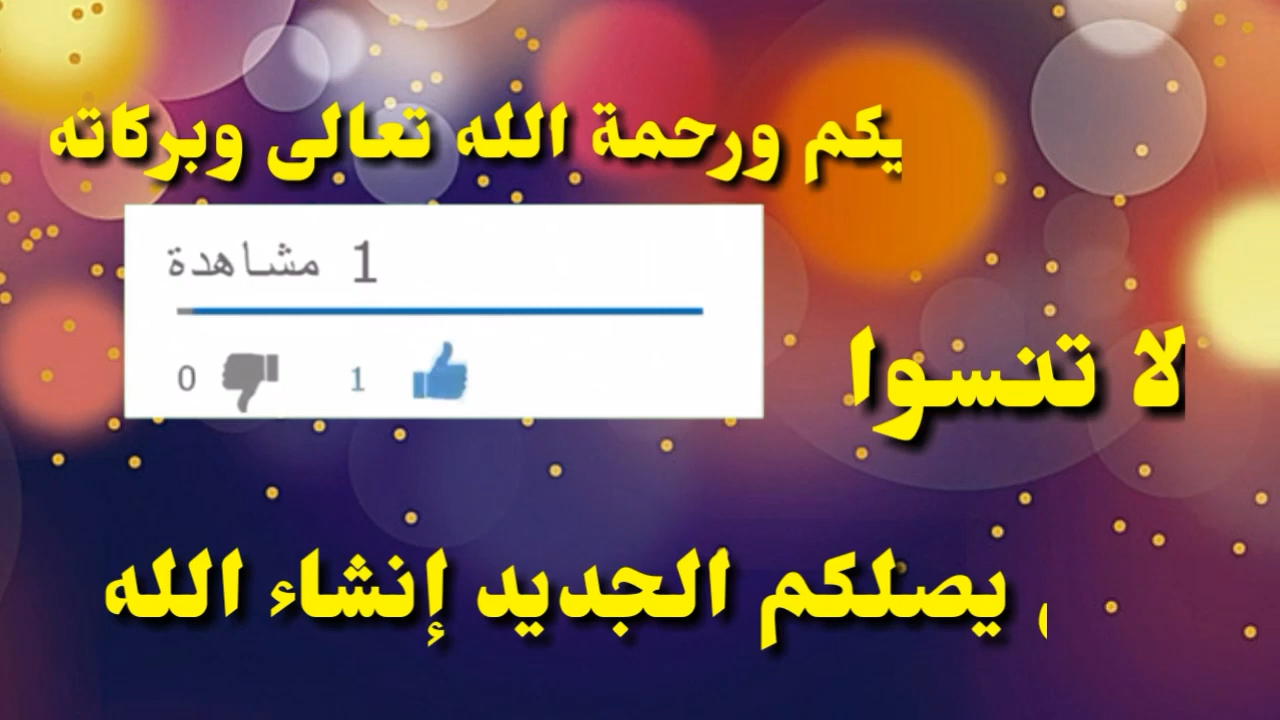 يكم ورحمة الله تعالى وبركاته
1 مشاهدة
0 1
لا تنسوا
يصلكم الجديد إنشاء الله